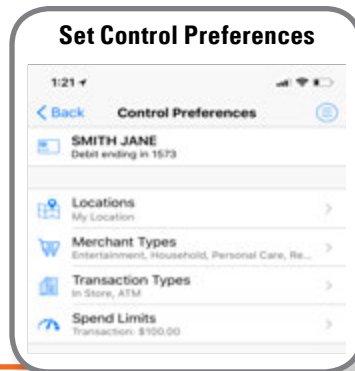 Set Control Preferences
1:21
< Back Control Preferences
SMITH JANE
Debit ending in 1573
Locations
My Location
Merchant Types
Entertainment, Household, Personal Care, Re...
Transaction Types
In Store, ATM
Spend Limits
Transaction: $100.00